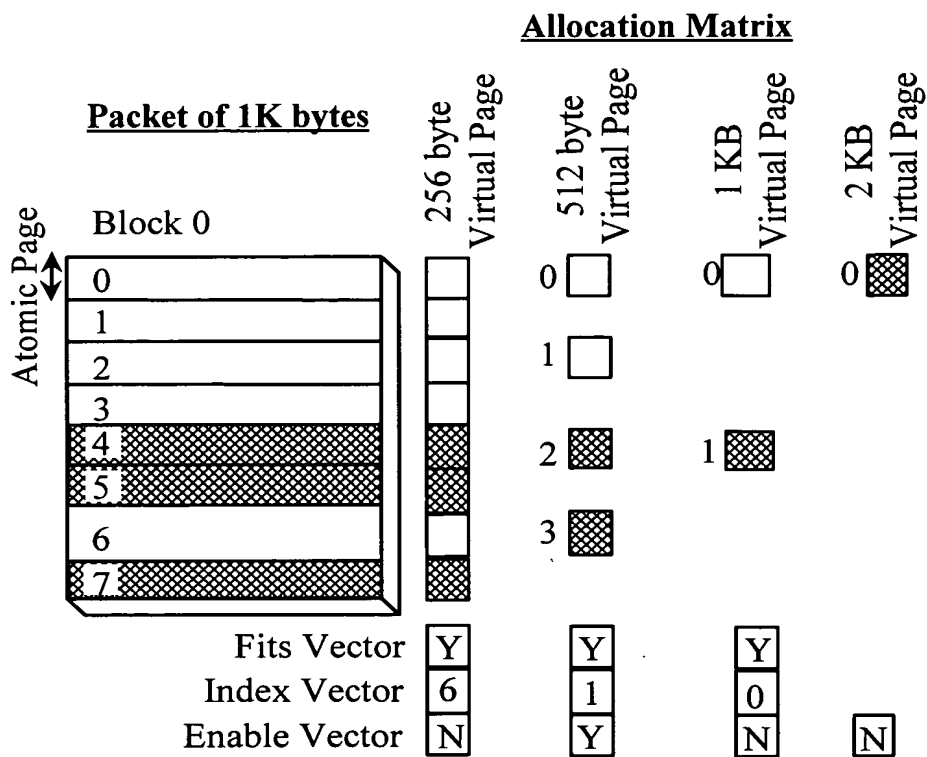 Allocation Matrix
Packet of 1K bytes
256 byte
Virtual Page
512 byte
Virtual Page
1 KB
Virtual Page
2 KB
Virtual Page
Block 0
Atomic Page
0
1
2
3
4
5
6
7
0
1
2
3
0
1
0
Fits Vector Y Y Y
Index Vector 6 1 0
Enable Vector N Y N N